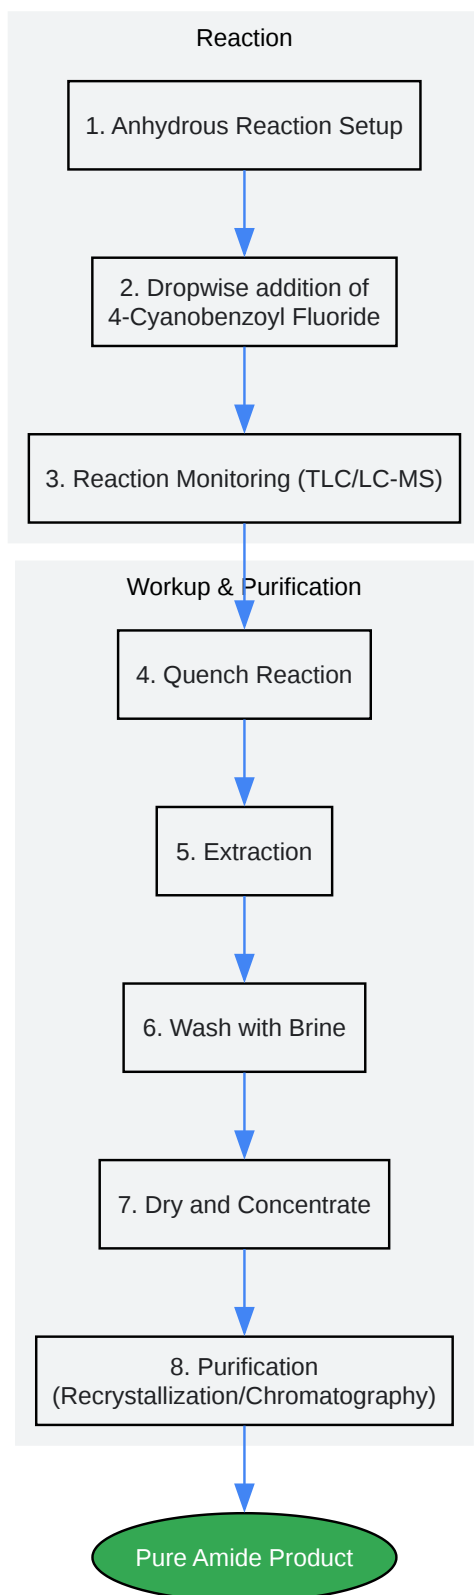 Reaction
1. Anhydrous Reaction Setup
2. Dropwise addition of
4-Cyanobenzoyl Fluoride
3. Reaction Monitoring (TLC/LC-MS)
Workup & Purification
4. Quench Reaction
5. Extraction
6. Wash with Brine
7. Dry and Concentrate
8. Purification
(Recrystallization/Chromatography)
Pure Amide Product